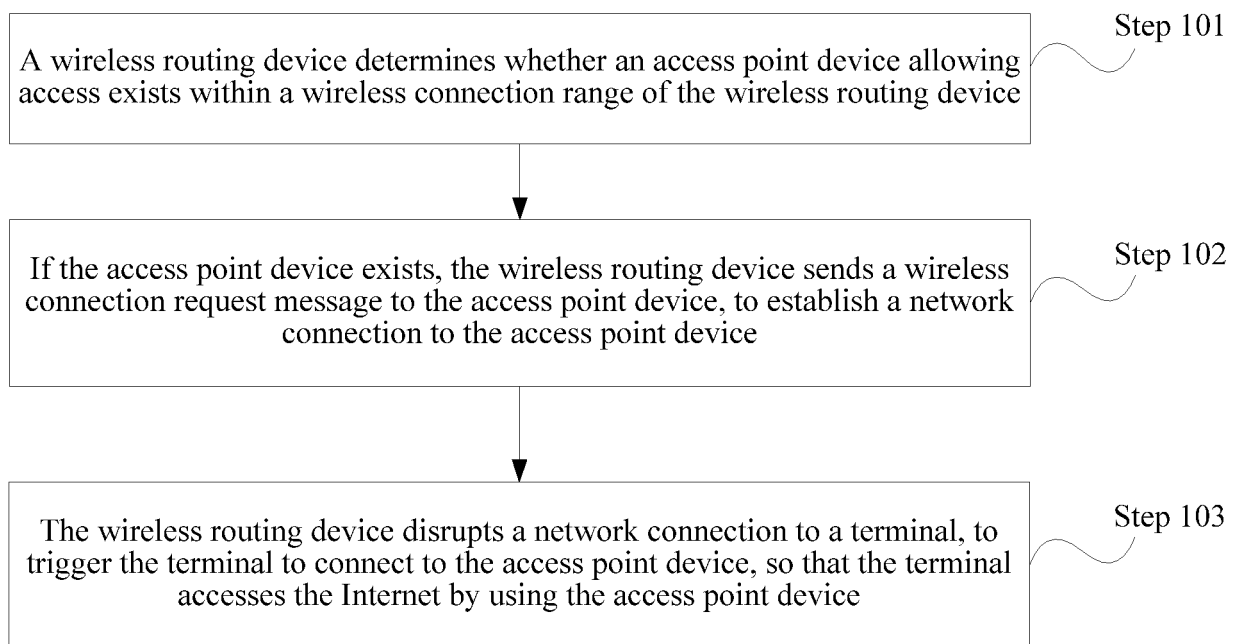 Step 101
A wireless routing device determines whether an access point device allowing
access exists within a wireless connection range of the wireless routing device
Step 102
If the access point device exists, the wireless routing device sends a wireless
connection request message to the access point device, to establish a network
connection to the access point device
Step 103
The wireless routing device disrupts a network connection to a terminal, to
trigger the terminal to connect to the access point device, so that the terminal
accesses the Internet by using the access point device